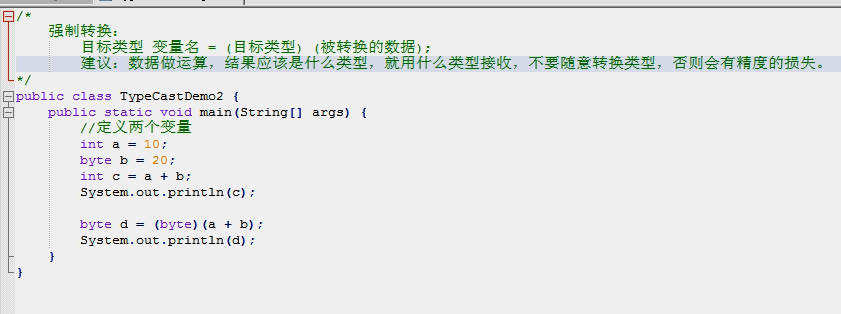 /*
强制转换：
目标类型 变量名 = (目标类型) (被转换的数据);
建议：数据做运算，结果应该是什么类型，就用什么类型接收，不要随意转换类型，否则会有精度的损失。
*/
public class TypeCastDemo2 {
public static void main(String[] args) {
//定义两个变量
int a = 10;
byte b = 20;
int c = a + b;
System.out.println(c);
byte d = (byte)(a + b);
System.out.println(d);
}
}